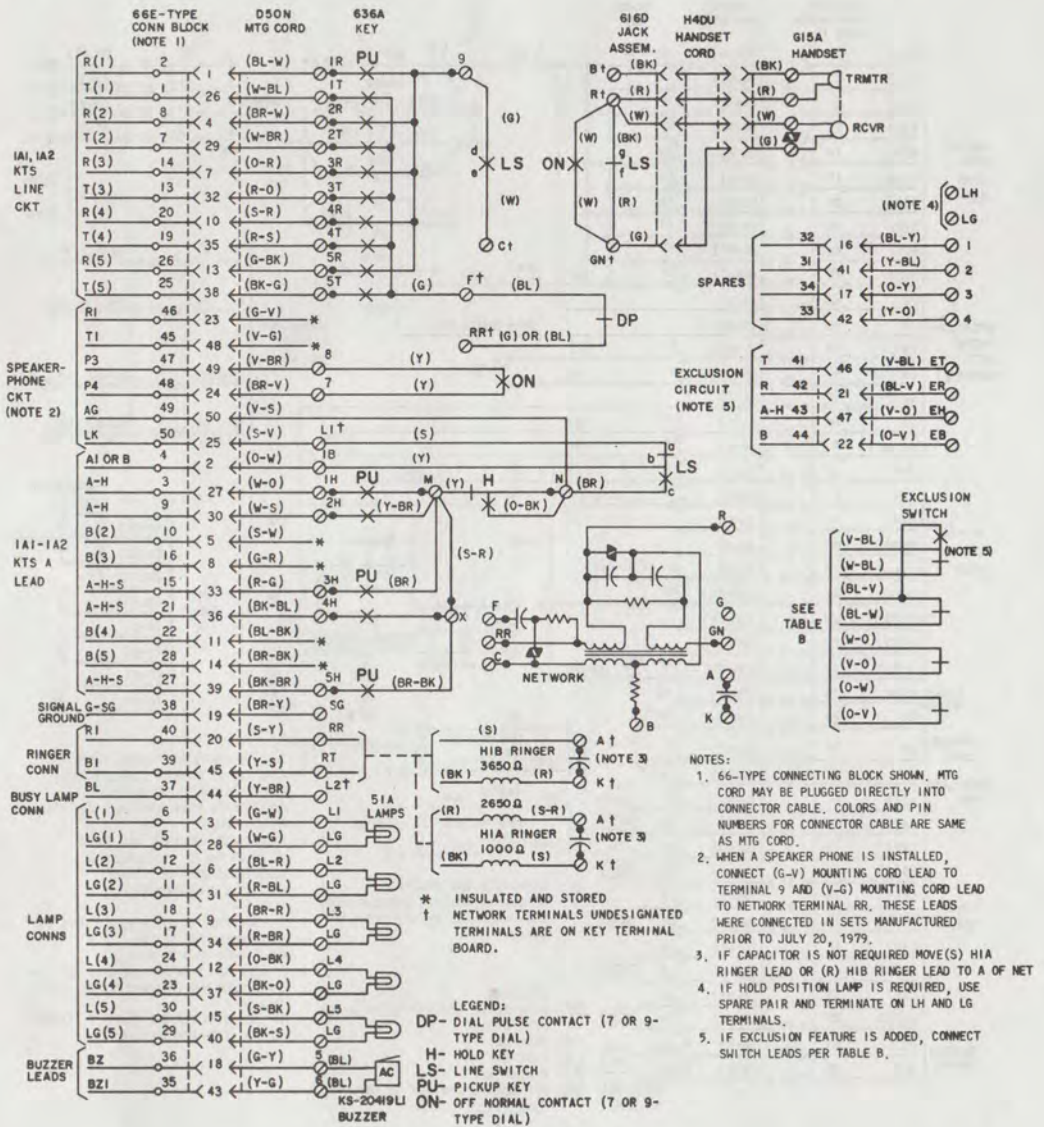 66E-TYPE CONN BLOCK (NOTE 1)
D50N MTG CORD
636A KEY
616D JACK ASSEM.
H4DU HANDSET CORD
G15A HANDSET
IAI, IA2 KTS LINE CKT
R(1) 2 1 (BL-W) 1R PU
T(1) 1 26 (W-BL) 1T
R(2) 8 4 (BR-W) 2R
T(2) 7 29 (W-BR) 2T
R(3) 14 7 (O-R) 3R
T(3) 13 32 (R-O) 3T
R(4) 20 10 (S-R) 4R
T(4) 19 35 (R-S) 4T
R(5) 26 13 (G-BK) 5R
T(5) 25 38 (BK-G) 5T
9
(G)
d
e
LS
(W)
C†
(G) F† (BL)
DP
RR† (G) OR (BL)
B† (BK) (BK) TRMTR
R† (R) (R)
(W) (W) RCVR
(G)
(W) (BK)
ON
g
f
LS
(W) (R)
GN† (G)
(NOTE 4) LH
LG
SPARES
32 16 (BL-Y) 1
31 41 (Y-BL) 2
34 17 (O-Y) 3
33 42 (Y-O) 4
EXCLUSION CIRCUIT (NOTE 5)
T 41 46 (V-BL) ET
R 42 21 (BL-V) ER
A-H 43 47 (V-O) EH
B 44 22 (O-V) EB
SPEAKER-PHONE CKT (NOTE 2)
RI 46 23 (G-V) *
TI 45 48 (V-G) *
P3 47 49 (V-BR) 8 (Y)
P4 48 24 (BR-V) 7 (Y) ON
AG 49 50 (V-S)
LK 50 25 (S-V) L1† (S) a
IAI-IA2 KTS A LEAD
AI OR B 4 2 (O-W) 1B (Y) b LS
A-H 3 27 (W-O) 1H PU M (Y) H N (BR) c
A-H 9 30 (W-S) 2H (Y-BR) (O-BK)
B(2) 10 5 (S-W) *
B(3) 16 8 (G-R) * (S-R)
A-H-S 15 33 (R-G) 3H PU (BR)
A-H-S 21 36 (BK-BL) 4H X
B(4) 22 11 (BL-BK) *
B(5) 28 14 (BR-BK) *
A-H-S 27 39 (BK-BR) 5H PU (BR-BK)
SIGNAL GROUND
G-SG 38 19 (BR-Y) SG
RINGER CONN
RI 40 20 (S-Y) RR
BI 39 45 (Y-S) RT
BUSY LAMP CONN
BL 37 44 (Y-BR) L2†
R
F
RR
C
G
GN
A
K
B
NETWORK
EXCLUSION SWITCH
(NOTE 5)
SEE TABLE B
(V-BL)
(W-BL)
(BL-V)
(BL-W)
(W-O)
(V-O)
(O-W)
(O-V)
(S) A†
HIB RINGER 3650Ω (NOTE 3)
(BK) (R) K†
(R) 2650Ω (S-R) A†
HIA RINGER (NOTE 3)
(BK) 1000Ω (S) K†
51A LAMPS
LAMP CONNS
L(1) 6 3 (G-W) L1
LG(1) 5 28 (W-G) LG
L(2) 12 6 (BL-R) L2
LG(2) 11 31 (R-BL) LG
L(3) 18 9 (BR-R) L3
LG(3) 17 34 (R-BR) LG
L(4) 24 12 (O-BK) L4
LG(4) 23 37 (BK-O) LG
L(5) 30 15 (S-BK) L5
LG(5) 29 40 (BK-S) LG
BUZZER LEADS
BZ 36 18 (G-Y) 5 (BL)
BZI 35 43 (Y-G) 6 (BL)
AC
KS-20419L1 BUZZER
* INSULATED AND STORED
† NETWORK TERMINALS UNDESIGNATED
TERMINALS ARE ON KEY TERMINAL
BOARD.
LEGEND:
DP- DIAL PULSE CONTACT (7 OR 9-
TYPE DIAL)
H- HOLD KEY
LS- LINE SWITCH
PU- PICKUP KEY
ON- OFF NORMAL CONTACT (7 OR 9-
TYPE DIAL)
NOTES:
1. 66-TYPE CONNECTING BLOCK SHOWN. MTG
CORD MAY BE PLUGGED DIRECTLY INTO
CONNECTOR CABLE. COLORS AND PIN
NUMBERS FOR CONNECTOR CABLE ARE SAME
AS MTG CORD.
2. WHEN A SPEAKER PHONE IS INSTALLED,
CONNECT (G-V) MOUNTING CORD LEAD TO
TERMINAL 9 AND (V-G) MOUNTING CORD LEAD
TO NETWORK TERMINAL RR. THESE LEADS
WERE CONNECTED IN SETS MANUFACTURED
PRIOR TO JULY 20, 1979.
3. IF CAPACITOR IS NOT REQUIRED MOVE(S) HIA
RINGER LEAD OR (R) HIB RINGER LEAD TO A OF NET
4. IF HOLD POSITION LAMP IS REQUIRED, USE
SPARE PAIR AND TERMINATE ON LH AND LG
TERMINALS.
5. IF EXCLUSION FEATURE IS ADDED, CONNECT
SWITCH LEADS PER TABLE B.